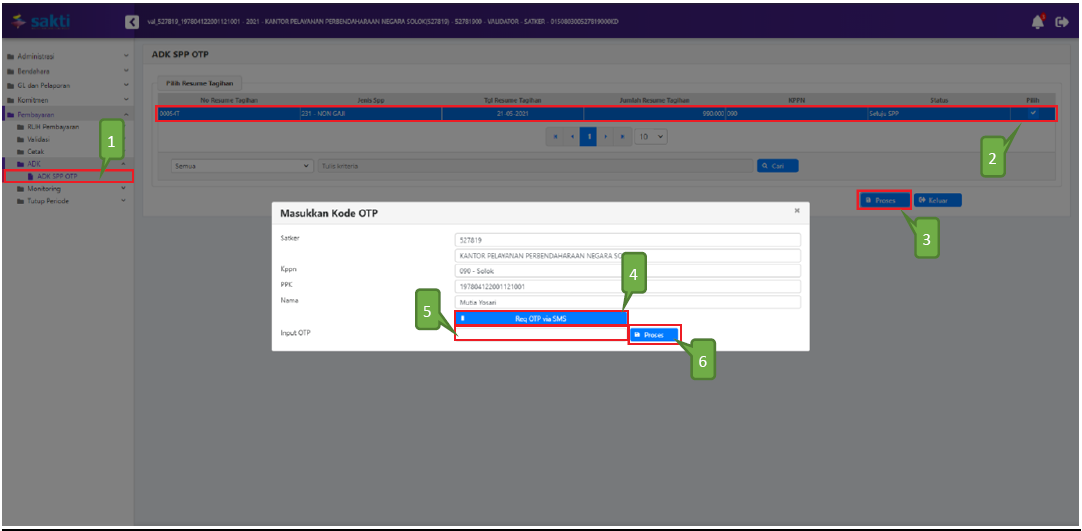 sakti
val_527819_197804122001121001 - 2021 - KANTOR PELAYANAN PERBENDAHARAAN NEGARA SOLOK(527819) - 52781909 - VALIDATOR - SATKER - 015080300527819000KD
Administrasi
Bendahara
GL dan Pelaporan
Komitmen
Pembayaran
RUH Pembayaran
Validasi
Cetak
ADK
ADK SPP OTP
Monitoring
Tutup Periode
1
ADK SPP OTP
Pilih Resume Tagihan
No Resume Tagihan Jenis Spp Tgl Resume Tagihan Jumlah Resume Tagihan KPPN Status Pilih
00054T 231 - NON GAJI 21-05-2021 990,000 090 Setuju SPP
1 10
2
Semua Tulis kriteria Cari
Proses Keluar
3
Masukkan Kode OTP
Satker 527819
KANTOR PELAYANAN PERBENDAHARAAN NEGARA
Kppn 090 - Solok
PPK 197804122001121001
Nama Mutia Yosari
4
5
Req OTP via SMS
Input OTP Proses
6